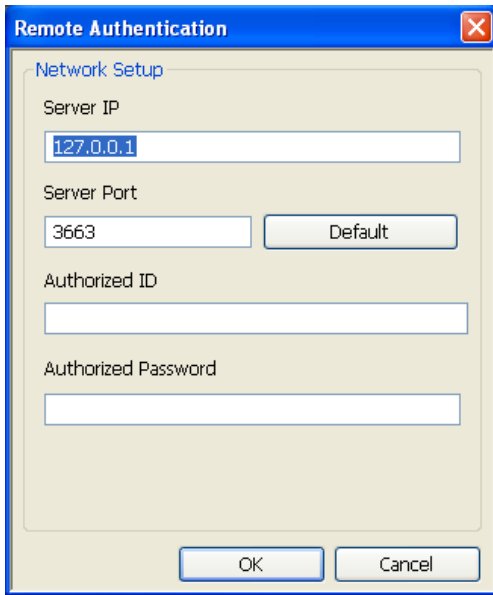 Remote Authentication
Network Setup
Server IP
127.0.0.1
Server Port
3663 Default
Authorized ID
Authorized Password
OK Cancel